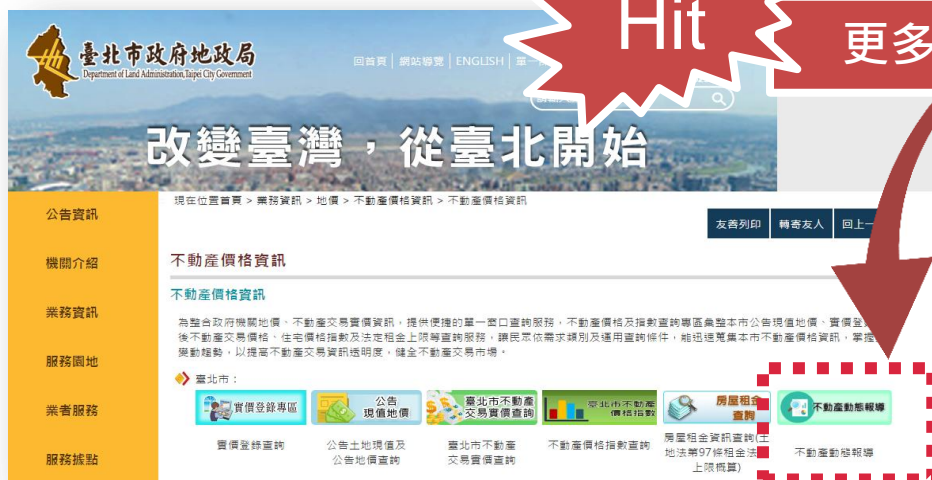 Hit
更多
臺北市政府地政局
Department of Land Administration, Taipei City Government
回首頁 | 網站導覽 | ENGLISH |
改變臺灣，從臺北開始
現在位置首頁 > 業務資訊 > 地價 > 不動產價格資訊 > 不動產價格資訊
友善列印 轉寄友人 回上一
公告資訊
機關介紹
業務資訊
服務園地
業者服務
服務據點
不動產價格資訊
不動產價格資訊
為整合政府機關地價、不動產交易實價資訊，提供便捷的單一窗口查詢服務，不動產價格及指數查詢專區彙整本市公告現值地價、實價登
後不動產交易價格、住宅價格指數及法定租金上限等查詢服務，讓民眾依需求類別及運用查詢條件，能迅速蒐集本市不動產價格資訊，掌握
變動趨勢，以提高不動產交易資訊透明度，健全不動產交易市場。
臺北市：
實價登錄專區
公告
現值地價
臺北市不動產
交易實價查詢
臺北市不動產
價格指數
房屋租金
查詢
不動產動態報導
實價登錄查詢
公告土地現值及
公告地價查詢
臺北市不動產
交易實價查詢
不動產價格指數查詢
房屋租金資訊查詢(土
地法第97條租金法
上限概算)
不動產動態報導